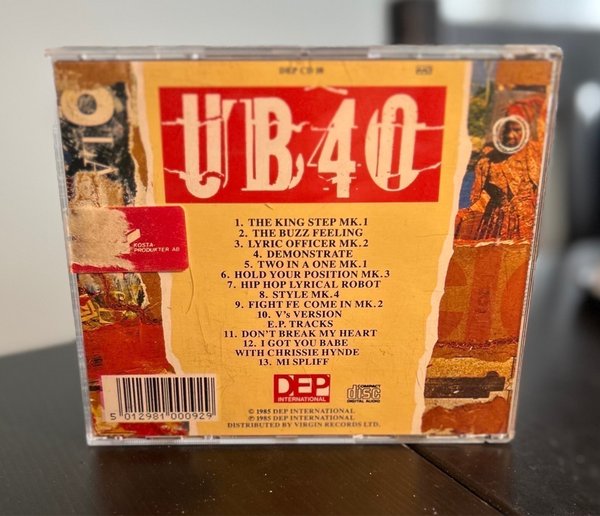 DEP CD 10
UB40
1. THE KING STEP MK.1
2. THE BUZZ FEELING
3. LYRIC OFFICER MK.2
4. DEMONSTRATE
5. TWO IN A ONE MK.1
6. HOLD YOUR POSITION MK.3
7. HIP HOP LYRICAL ROBOT
8. STYLE MK.4
9. FIGHT FE COME IN MK.2
10. V's VERSION
E.P. TRACKS
11. DON'T BREAK MY HEART
12. I GOT YOU BABE
WITH CHRISSIE HYNDE
13. MI SPLIFF
KOSTA
PRODUKTER AB
DEP
INTERNATIONAL
COMPACT
disc
DIGITAL AUDIO
5 012981 000929
© 1985 DEP INTERNATIONAL
℗ 1985 DEP INTERNATIONAL
DISTRIBUTED BY VIRGIN RECORDS LTD.